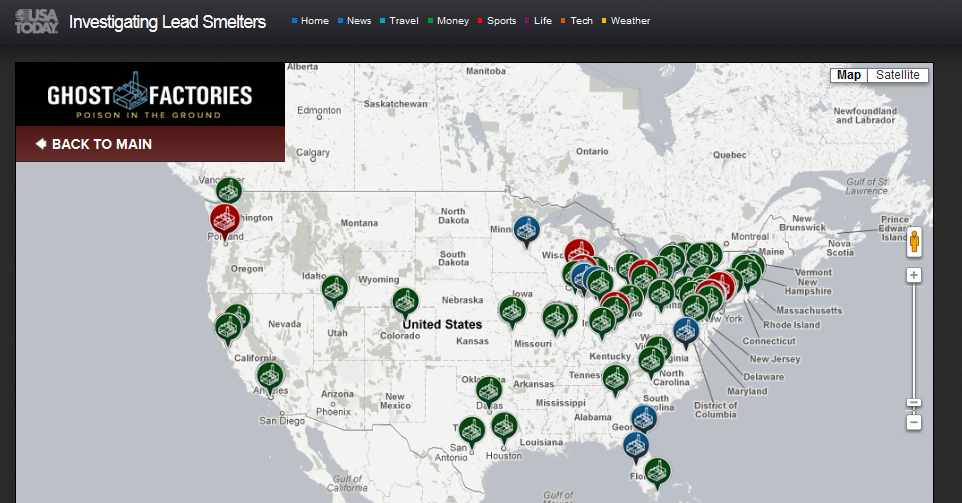 USA TODAY Investigating Lead Smelters Home News Travel Money Sports Life Tech Weather
GHOST FACTORIES
POISON IN THE GROUND
BACK TO MAIN
Map Satellite
Alberta
Manitoba
Saskatchewan
Edmonton
Newfoundland and Labrador
Calgary
Ontario
Quebec
Gulf of St Lawrence
New Brunswick
Prince Edward Island
Montreal
Nova Scotia
Maine
North Dakota
Montana
Oregon
South Dakota
Vermont
New Hampshire
Idaho
Wyoming
Iowa
Nebraska
Massachusetts
Rhode Island
New York
United States
Nevada
Utah
Colorado
Kansas
Missouri
Connecticut
Kentucky
New Jersey
California
North Carolina
Delaware
Maryland
Arkansas
Arizona
New Mexico
Phoenix
Mississippi
South Carolina
District of Columbia
San Diego
Dallas
Alabama
Louisiana
San Antonio
Houston
Gulf of California
Gulf of